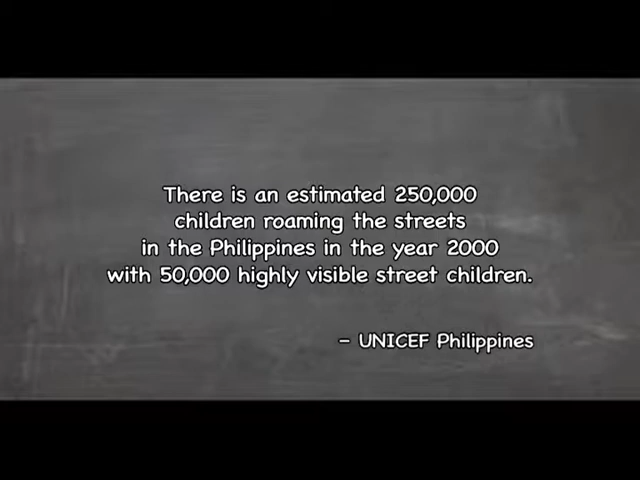 There is an estimated 250,000
children roaming the streets
in the Philippines in the year 2000
with 50,000 highly visible street children.
– UNICEF Philippines